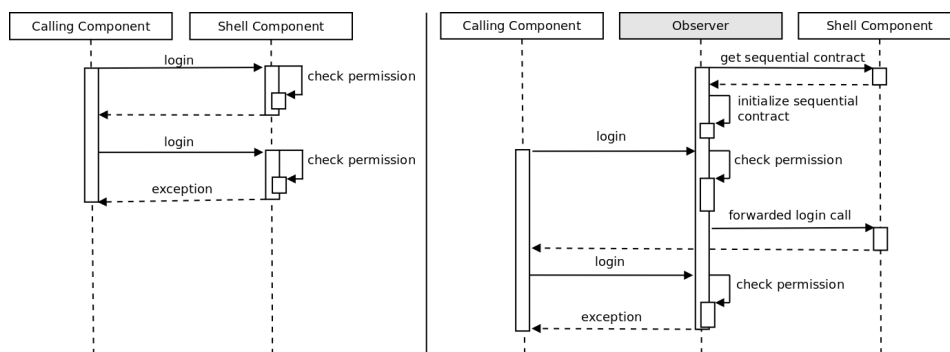 Calling Component
Shell Component
login
check permission
login
check permission
exception
Calling Component
Observer
Shell Component
get sequential contract
initialize sequential
contract
login
check permission
forwarded login call
login
check permission
exception